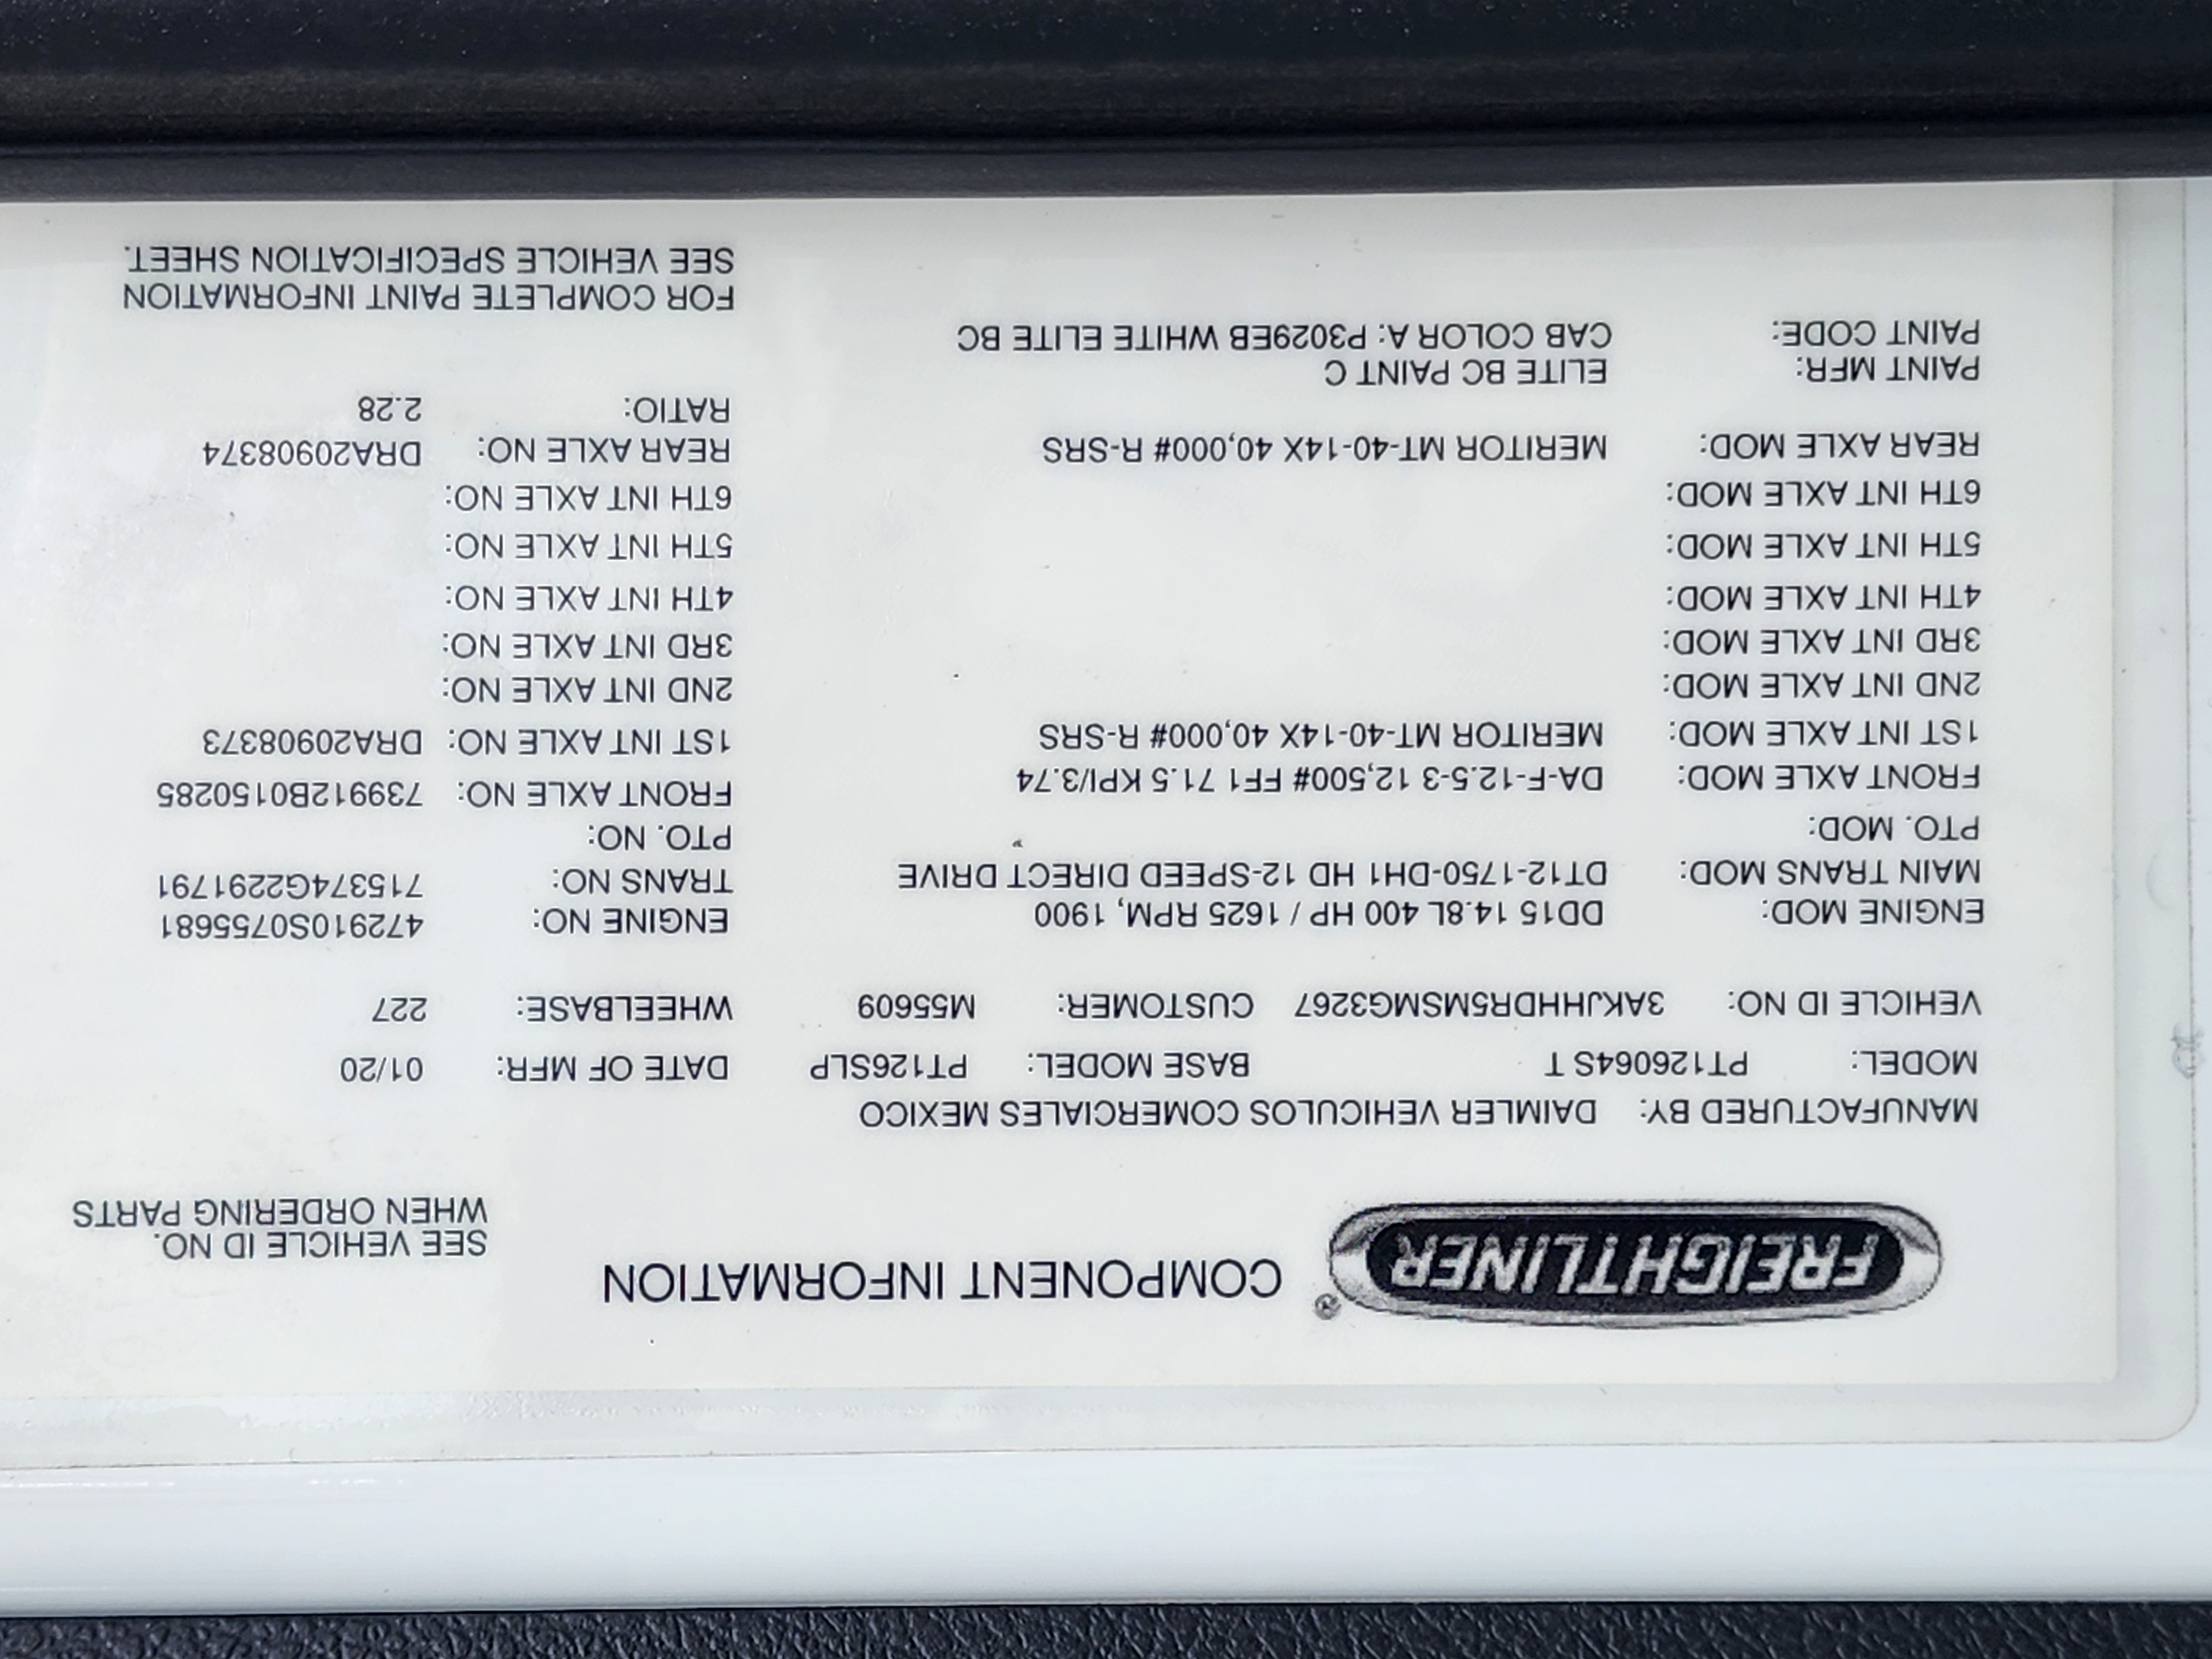 FREIGHTLINER® COMPONENT INFORMATION
SEE VEHICLE ID NO.
WHEN ORDERING PARTS
MANUFACTURED BY: DAIMLER VEHICULOS COMERCIALES MEXICO
MODEL: PT126064S T BASE MODEL: PT126SLP DATE OF MFR: 01/20
VEHICLE ID NO: 3AKJHHDR5MSMG3267 CUSTOMER: M55609 WHEELBASE: 227
ENGINE MOD: DD15 14.8L 400 HP / 1625 RPM, 1900 ENGINE NO: 472910S0755681
MAIN TRANS MOD: DT12-1750-DH1 HD 12-SPEED DIRECT DRIVE TRANS NO: 715374G2291791
PTO. MOD: PTO. NO:
FRONT AXLE MOD: DA-F-12.5-3 12,500# FF1 71.5 KPI/3.74 FRONT AXLE NO: 739912B0150285
1ST INT AXLE MOD: MERITOR MT-40-14X 40,000# R-SRS 1ST INT AXLE NO: DRA20908373
2ND INT AXLE MOD: 2ND INT AXLE NO:
3RD INT AXLE MOD: 3RD INT AXLE NO:
4TH INT AXLE MOD: 4TH INT AXLE NO:
5TH INT AXLE MOD: 5TH INT AXLE NO:
6TH INT AXLE MOD: 6TH INT AXLE NO:
REAR AXLE MOD: MERITOR MT-40-14X 40,000# R-SRS REAR AXLE NO: DRA20908374
RATIO: 2.28
PAINT MFR: ELITE BC PAINT C
PAINT CODE: CAB COLOR A: P3029EB WHITE ELITE BC
FOR COMPLETE PAINT INFORMATION
SEE VEHICLE SPECIFICATION SHEET.